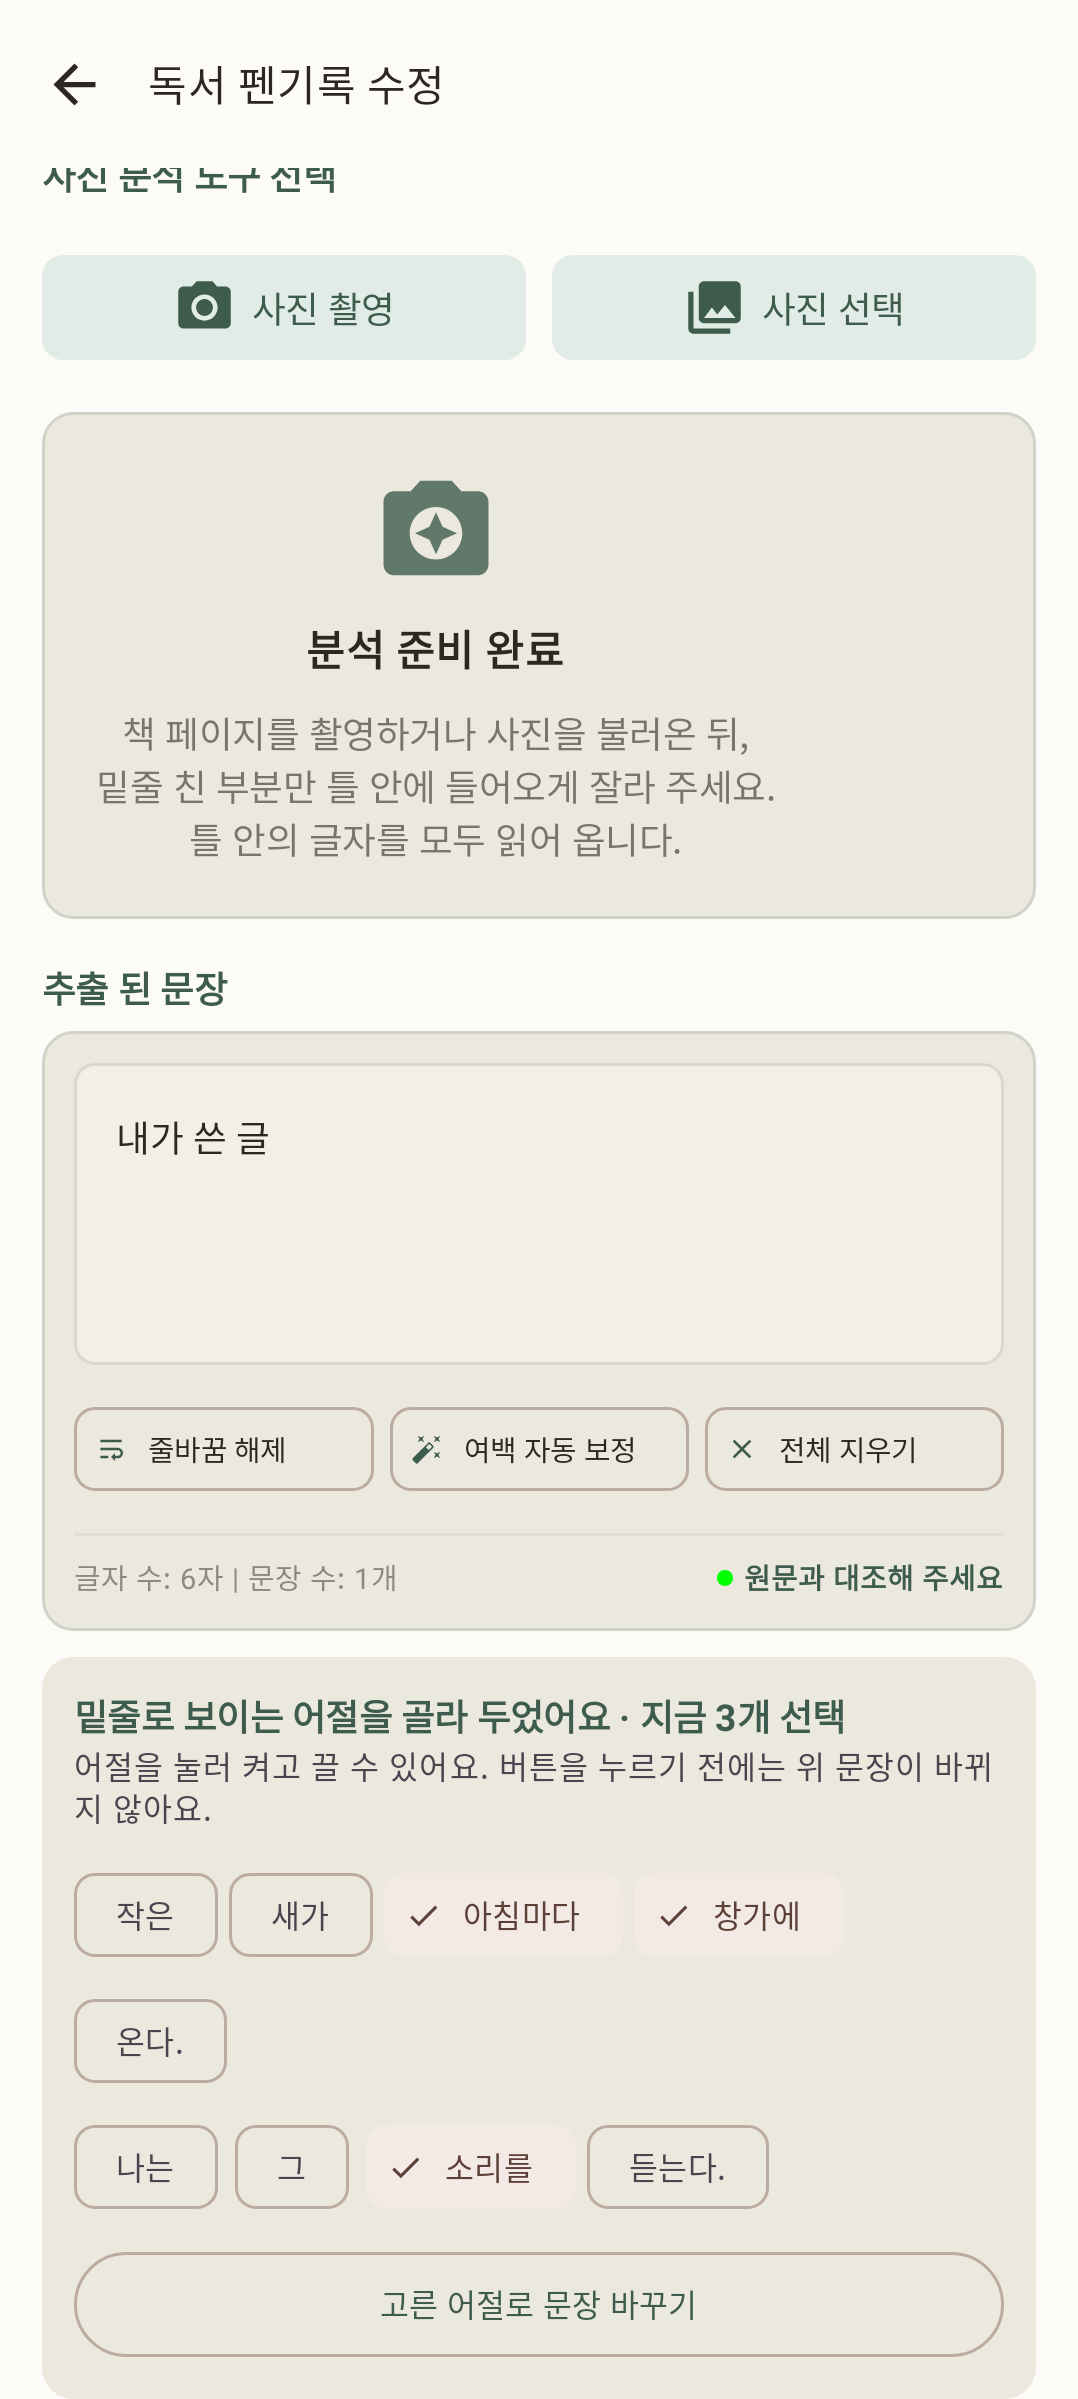 독서 펜기록 수정
사진 분석 도구 선택
사진 촬영
사진 선택
분석 준비 완료
책 페이지를 촬영하거나 사진을 불러온 뒤,
밑줄 친 부분만 틀 안에 들어오게 잘라 주세요.
틀 안의 글자를 모두 읽어 옵니다.
추출 된 문장
내가 쓴 글
줄바꿈 해제
여백 자동 보정
전체 지우기
글자 수: 6자 | 문장 수: 1개
원문과 대조해 주세요
밑줄로 보이는 어절을 골라 두었어요 · 지금 3개 선택
어절을 눌러 켜고 끌 수 있어요. 버튼을 누르기 전에는 위 문장이 바뀌
지 않아요.
작은 새가 아침마다 창가에
온다.
나는 그 소리를 듣는다.
고른 어절로 문장 바꾸기